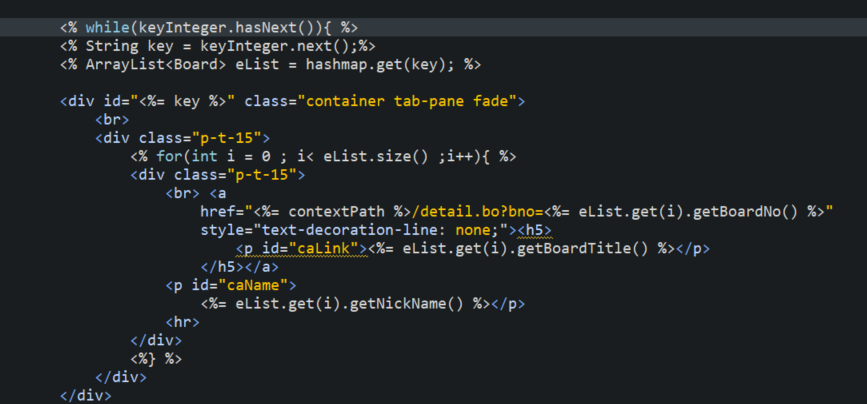 <% while(keyInteger.hasNext()){ %>
<% String key = keyInteger.next();%>
<% ArrayList<Board> eList = hashmap.get(key); %>
<div id="<%= key %>" class="container tab-pane fade">
<br>
<div class="p-t-15">
<% for(int i = 0 ; i< eList.size() ;i++){ %>
<div class="p-t-15">
<br> <a
href="<%= contextPath %>/detail.bo?bno=<%= eList.get(i).getBoardNo() %>"
style="text-decoration-line: none;"><h5>
<p id="caLink"><%= eList.get(i).getBoardTitle() %></p>
</h5></a>
<p id="caName">
<%= eList.get(i).getNickName() %></p>
<hr>
</div>
<%} %>
</div>
</div>